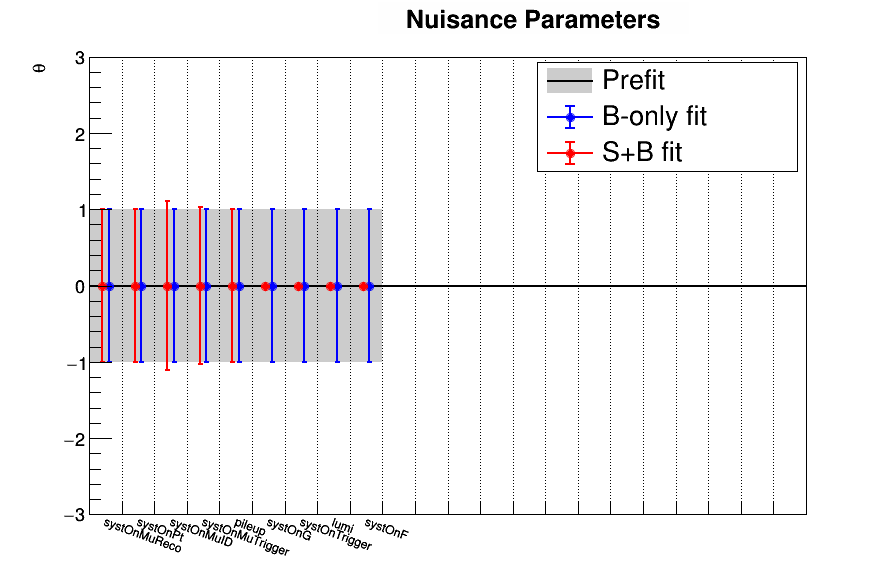 Nuisance Parameters
θ
3
2
1
0
−1
−2
−3
Prefit
B-only fit
S+B fit
systOnMuReco
systOnPt
systOnMuID
systOnMuTrigger
pileup
systOnG
systOnTrigger
lumi
systOnF